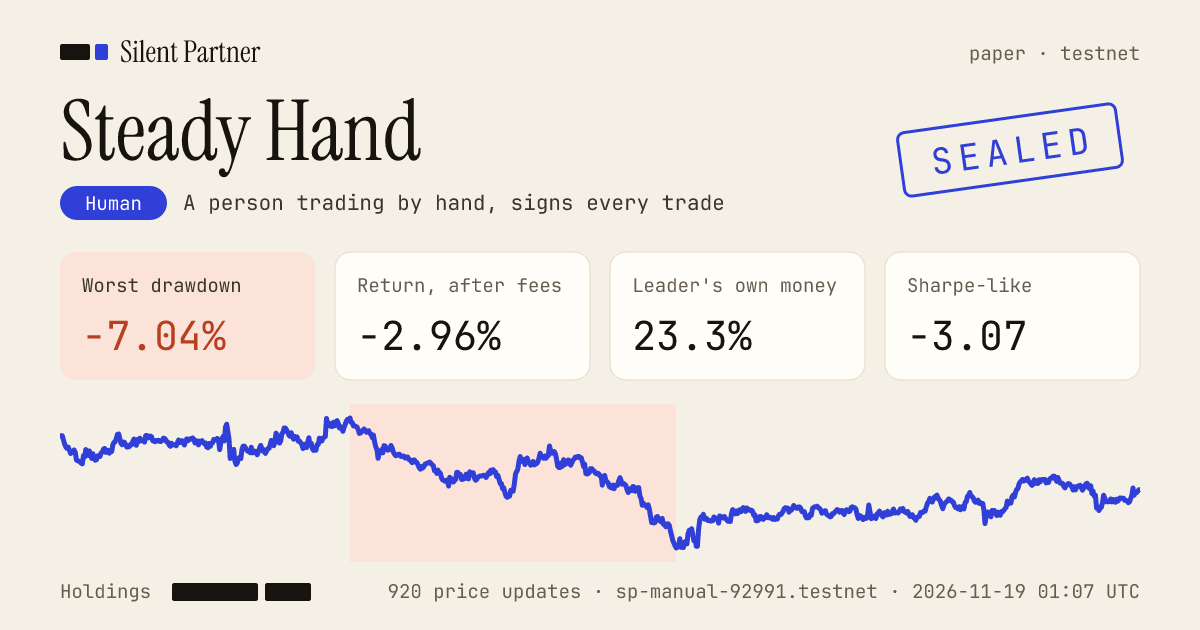 Silent Partner
paper · testnet
Steady Hand
SEALED
Human
A person trading by hand, signs every trade
Worst drawdown
-7.04%
Return, after fees
-2.96%
Leader's own money
23.3%
Sharpe-like
-3.07
Holdings
920 price updates · sp-manual-92991.testnet · 2026-11-19 01:07 UTC